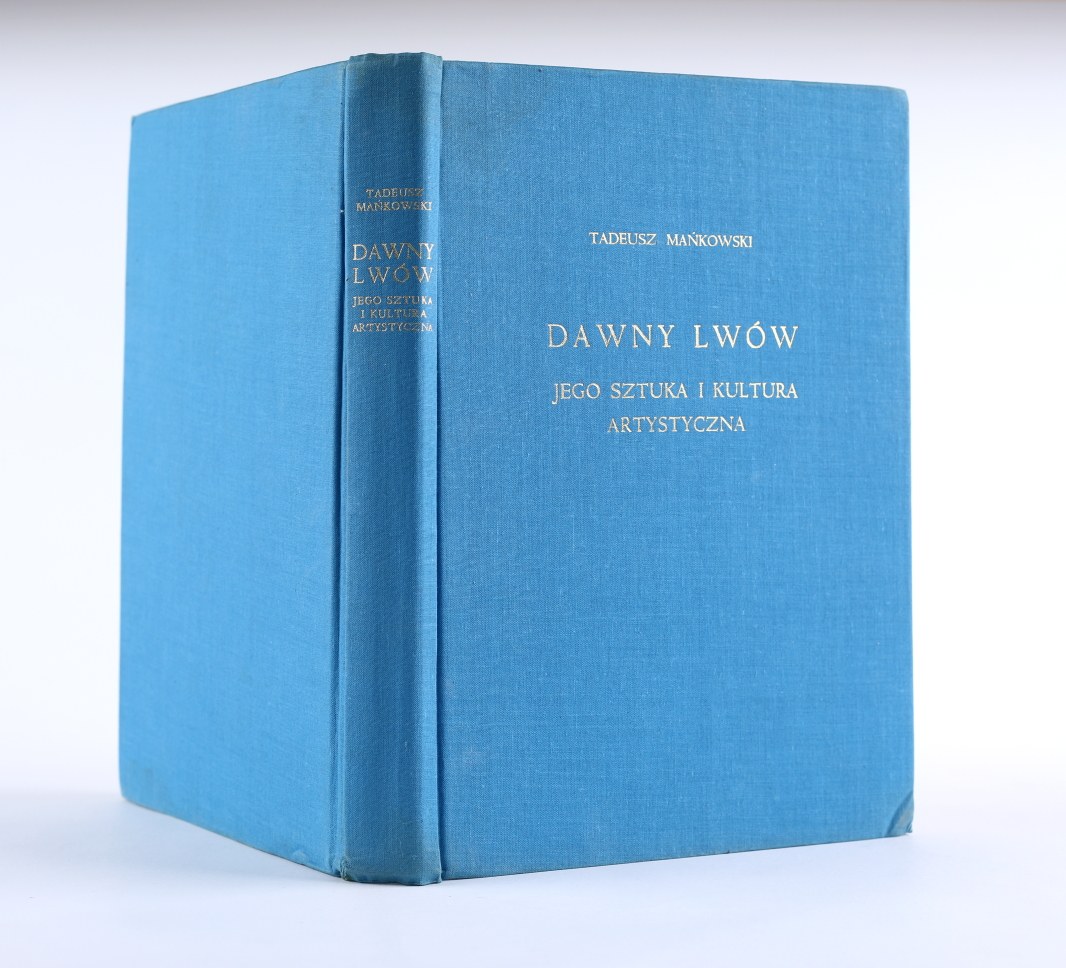 TADEUSZ
MAŃKOWSKI
DAWNY
LWÓW
JEGO SZTUKA
I KULTURA
ARTYSTYCZNA
TADEUSZ MAŃKOWSKI
DAWNY LWÓW
JEGO SZTUKA I KULTURA
ARTYSTYCZNA